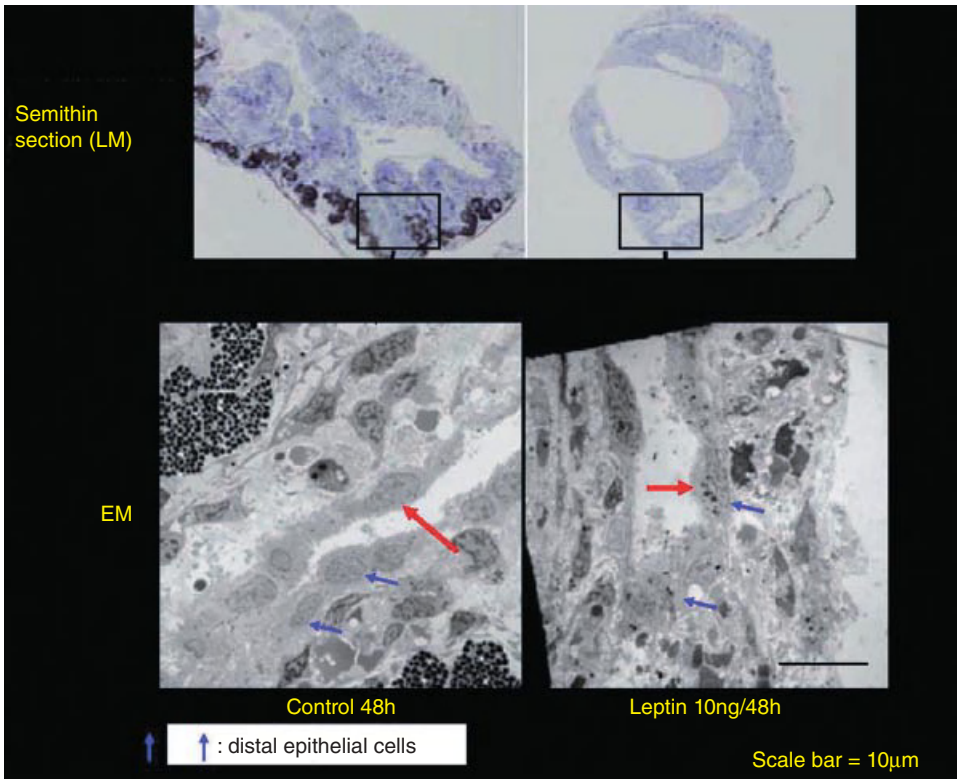 Semithin
section (LM)
EM
Control 48h
Leptin 10ng/48h
: distal epithelial cells
Scale bar = 10μm